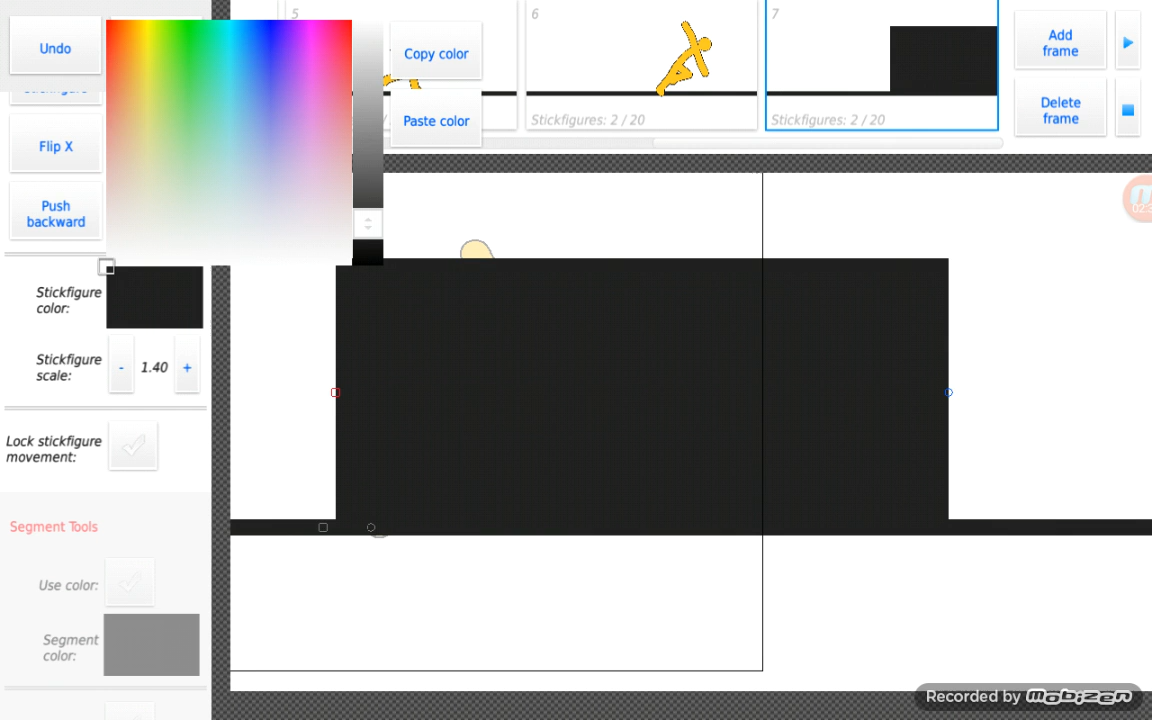 Undo
Flip X
Push
backward
Stickfigure
color:
Stickfigure
scale:
-
1.40
+
Lock stickfigure
movement:
Segment Tools
Use color:
Segment
color:
Copy color
Paste color
5
6
Stickfigures: 2 / 20
7
Stickfigures: 2 / 20
Add
frame
Delete
frame
Recorded by mobizen